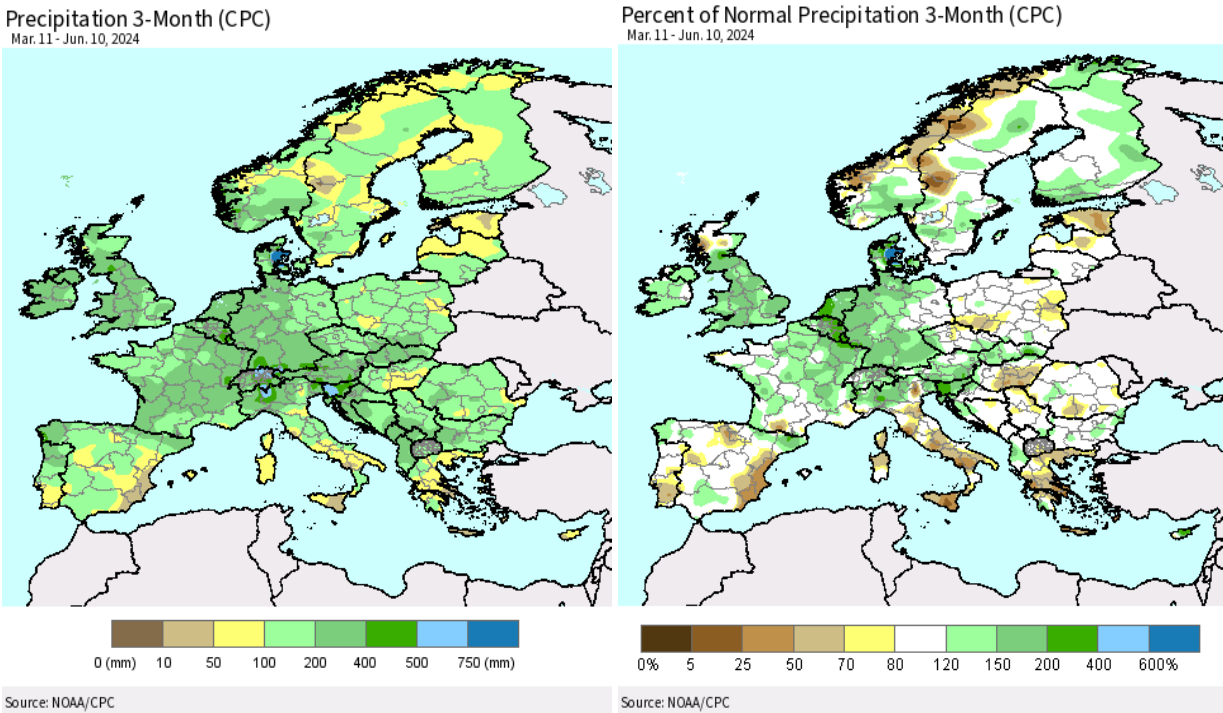 Precipitation 3-Month (CPC)
Mar. 11 - Jun. 10, 2024
0 (mm) 10 50 100 200 400 500 750 (mm)
Source: NOAA/CPC
Percent of Normal Precipitation 3-Month (CPC)
Mar. 11 - Jun. 10, 2024
0% 5 25 50 70 80 120 150 200 400 600%
Source: NOAA/CPC